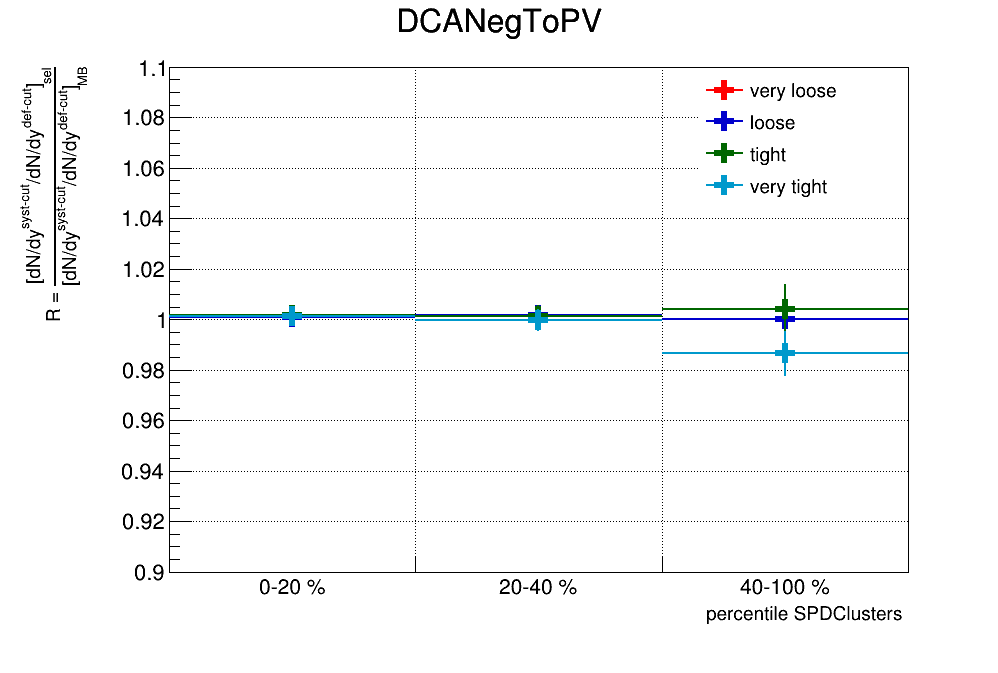 DCANegToPV
R = [dN/dy^syst-cut/dN/dy^def-cut]_sel
[dN/dy^syst-cut/dN/dy^def-cut]_MB
1.1
1.08
1.06
1.04
1.02
1
0.98
0.96
0.94
0.92
0.9
very loose
loose
tight
very tight
0-20 %
20-40 %
40-100 %
percentile SPDClusters